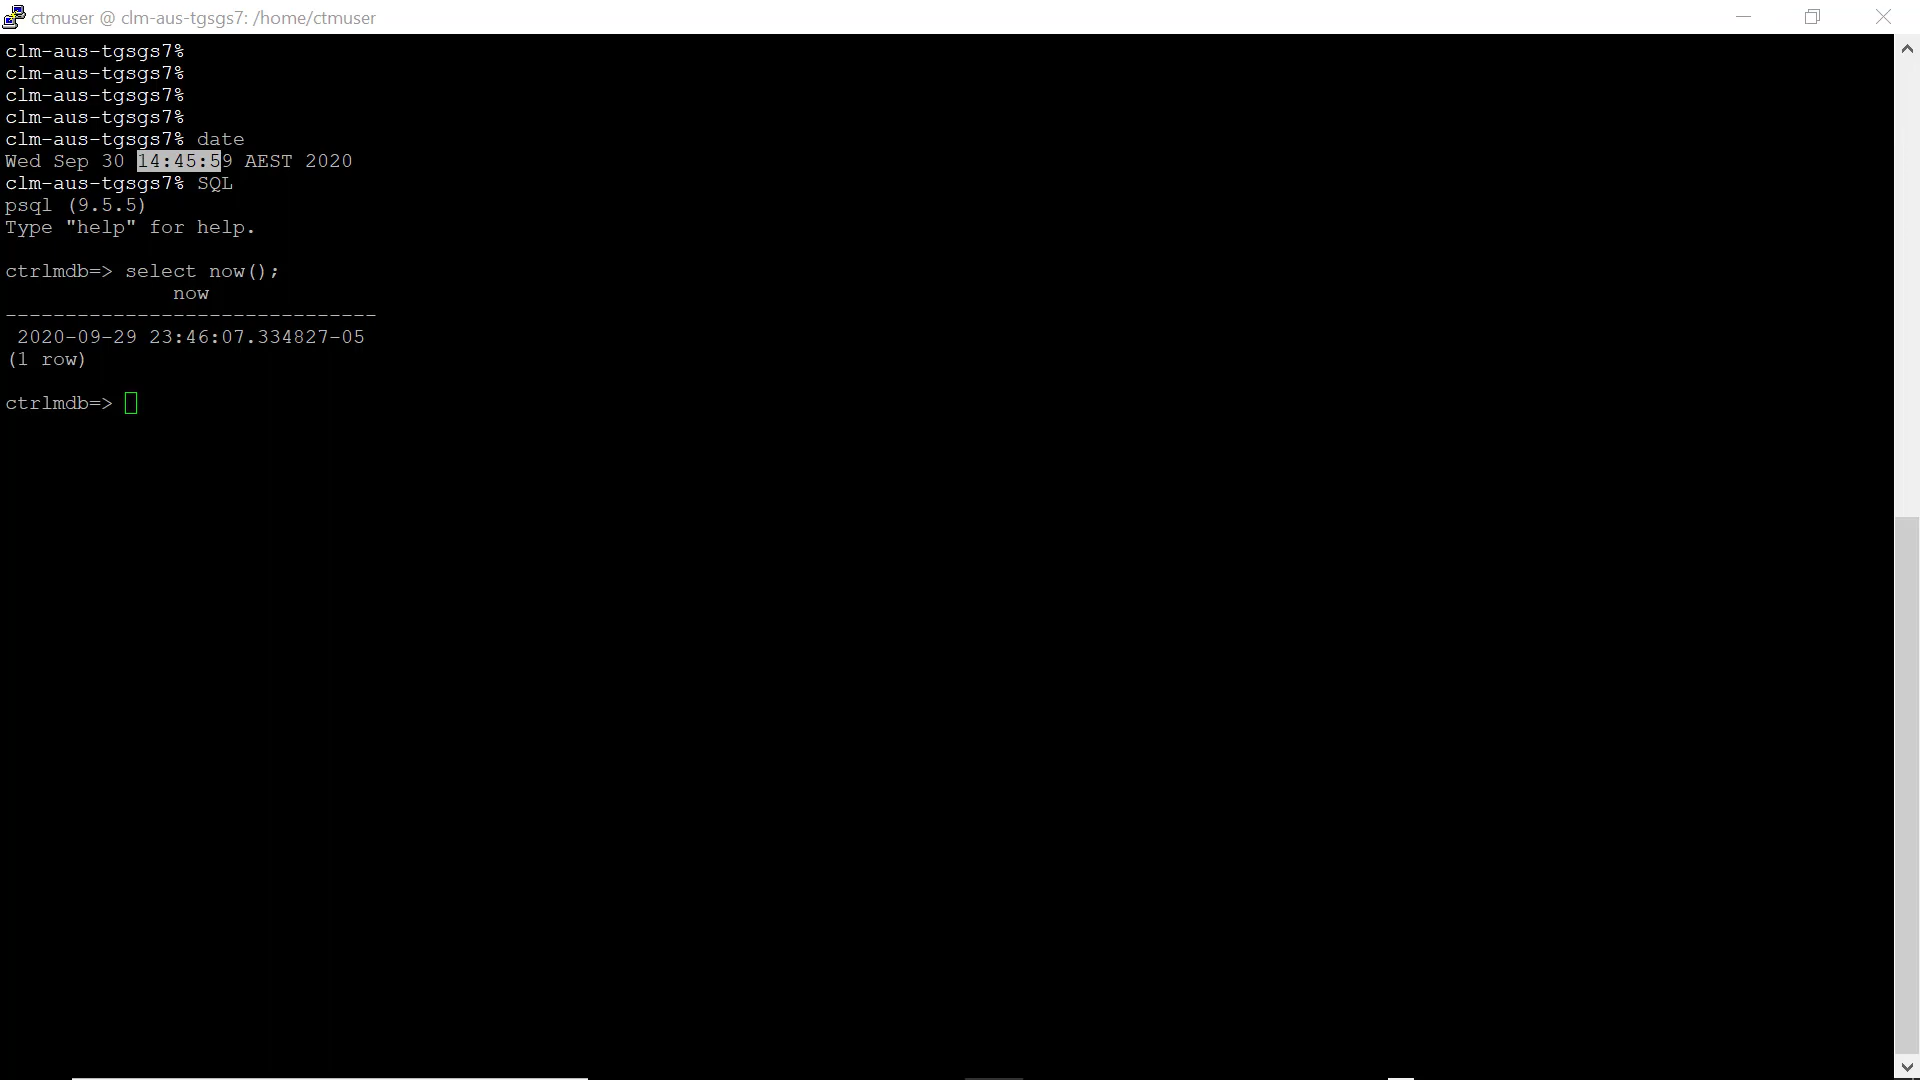 ctmuser @ clm-aus-tgsgs7: /home/ctmuser
clm-aus-tgsgs7%
clm-aus-tgsgs7%
clm-aus-tgsgs7%
clm-aus-tgsgs7%
clm-aus-tgsgs7% date
Wed Sep 30 14:45:59 AEST 2020
clm-aus-tgsgs7% SQL
psql (9.5.5)
Type "help" for help.
ctrlmdb=> select now();
now
-------------------------------
2020-09-29 23:46:07.334827-05
(1 row)
ctrlmdb=>